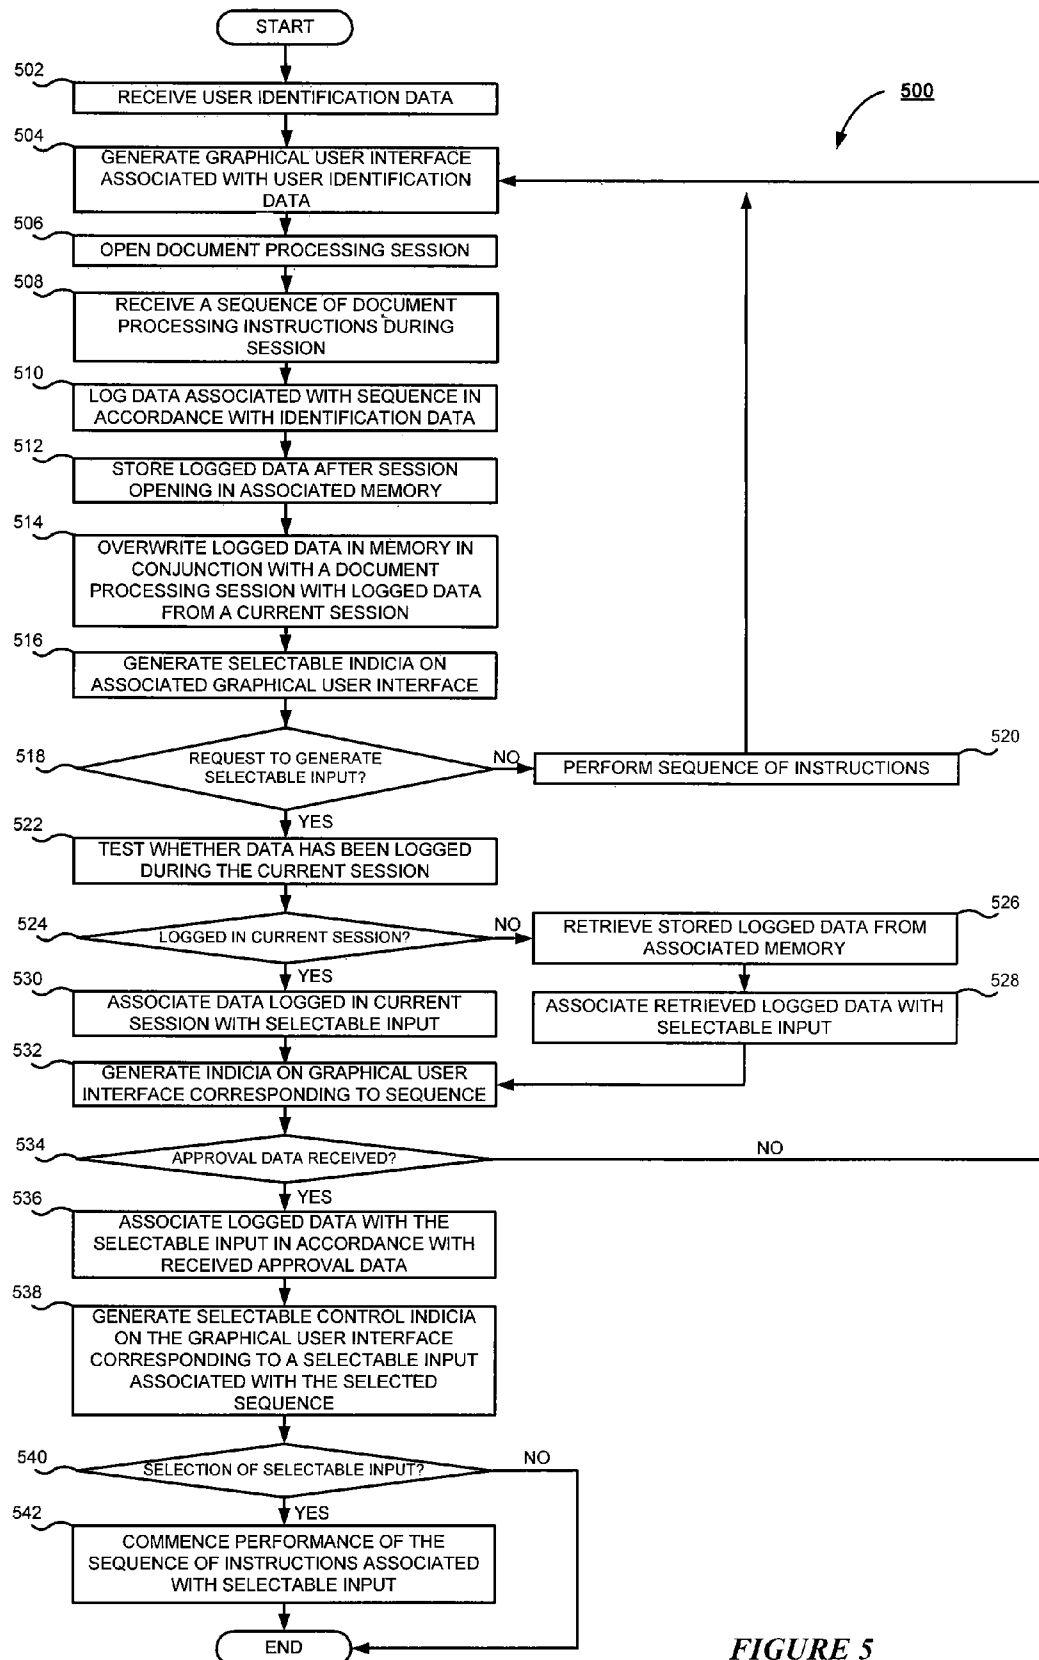 START
502
RECEIVE USER IDENTIFICATION DATA
500
504
GENERATE GRAPHICAL USER INTERFACE
ASSOCIATED WITH USER IDENTIFICATION
DATA
506
OPEN DOCUMENT PROCESSING SESSION
508
RECEIVE A SEQUENCE OF DOCUMENT
PROCESSING INSTRUCTIONS DURING
SESSION
510
LOG DATA ASSOCIATED WITH SEQUENCE IN
ACCORDANCE WITH IDENTIFICATION DATA
512
STORE LOGGED DATA AFTER SESSION
OPENING IN ASSOCIATED MEMORY
514
OVERWRITE LOGGED DATA IN MEMORY IN
CONJUNCTION WITH A DOCUMENT
PROCESSING SESSION WITH LOGGED DATA
FROM A CURRENT SESSION
516
GENERATE SELECTABLE INDICIA ON
ASSOCIATED GRAPHICAL USER INTERFACE
518
REQUEST TO GENERATE
SELECTABLE INPUT?
NO
520
PERFORM SEQUENCE OF INSTRUCTIONS
YES
522
TEST WHETHER DATA HAS BEEN LOGGED
DURING THE CURRENT SESSION
524
LOGGED IN CURRENT SESSION?
NO
526
RETRIEVE STORED LOGGED DATA FROM
ASSOCIATED MEMORY
YES
528
ASSOCIATE RETRIEVED LOGGED DATA WITH
SELECTABLE INPUT
530
ASSOCIATE DATA LOGGED IN CURRENT
SESSION WITH SELECTABLE INPUT
532
GENERATE INDICIA ON GRAPHICAL USER
INTERFACE CORRESPONDING TO SEQUENCE
534
APPROVAL DATA RECEIVED?
NO
YES
536
ASSOCIATE LOGGED DATA WITH THE
SELECTABLE INPUT IN ACCORDANCE WITH
RECEIVED APPROVAL DATA
538
GENERATE SELECTABLE CONTROL INDICIA
ON THE GRAPHICAL USER INTERFACE
CORRESPONDING TO A SELECTABLE INPUT
ASSOCIATED WITH THE SELECTED
SEQUENCE
540
SELECTION OF SELECTABLE INPUT?
NO
YES
542
COMMENCE PERFORMANCE OF THE
SEQUENCE OF INSTRUCTIONS ASSOCIATED
WITH SELECTABLE INPUT
END
FIGURE 5